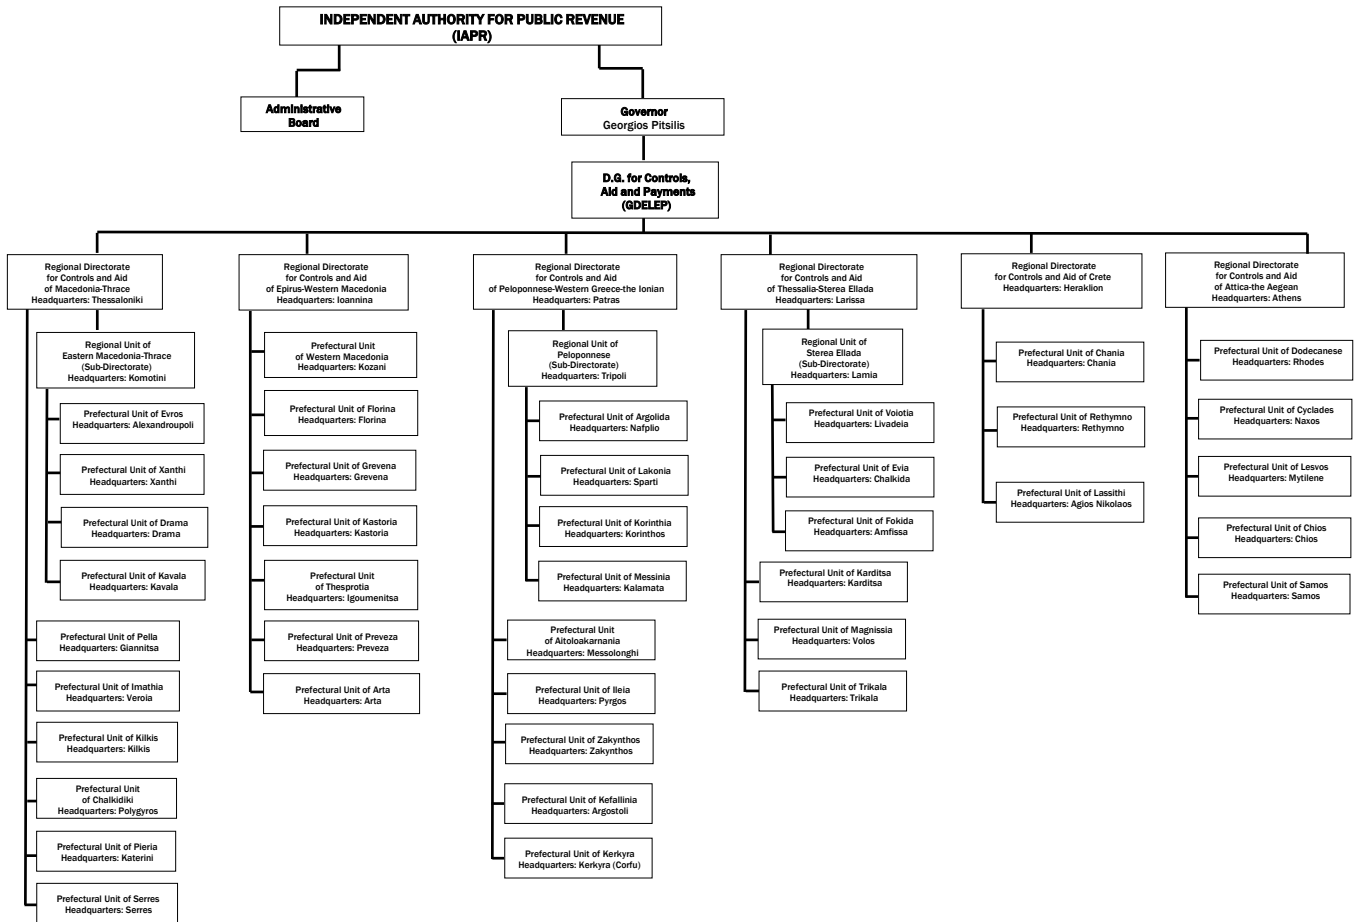 INDEPENDENT AUTHORITY FOR PUBLIC REVENUE
(IAPR)
Administrative
Board
Governor
Georgios Pitsilis
D.G. for Controls,
Aid and Payments
(GDELEP)
Regional Directorate
for Controls and Aid
of Macedonia-Thrace
Headquarters: Thessaloniki
Regional Unit of
Eastern Macedonia-Thrace
(Sub-Directorate)
Headquarters: Komotini
Prefectural Unit of Evros
Headquarters: Alexandroupoli
Prefectural Unit of Xanthi
Headquarters: Xanthi
Prefectural Unit of Drama
Headquarters: Drama
Prefectural Unit of Kavala
Headquarters: Kavala
Prefectural Unit of Pella
Headquarters: Giannitsa
Prefectural Unit of Imathia
Headquarters: Veroia
Prefectural Unit of Kilkis
Headquarters: Kilkis
Prefectural Unit
of Chalkidiki
Headquarters: Polygyros
Prefectural Unit of Pieria
Headquarters: Katerini
Prefectural Unit of Serres
Headquarters: Serres
Regional Directorate
for Controls and Aid
of Epirus-Western Macedonia
Headquarters: Ioannina
Prefectural Unit
of Western Macedonia
Headquarters: Kozani
Prefectural Unit of Florina
Headquarters: Florina
Prefectural Unit of Grevena
Headquarters: Grevena
Prefectural Unit of Kastoria
Headquarters: Kastoria
Prefectural Unit
of Thesprotia
Headquarters: Igoumenitsa
Prefectural Unit of Preveza
Headquarters: Preveza
Prefectural Unit of Arta
Headquarters: Arta
Regional Directorate
for Controls and Aid
of Peloponnese-Western Greece-the Ionian
Headquarters: Patras
Regional Unit of
Peloponnese
(Sub-Directorate)
Headquarters: Tripoli
Prefectural Unit of Argolida
Headquarters: Nafplio
Prefectural Unit of Lakonia
Headquarters: Sparti
Prefectural Unit of Korinthia
Headquarters: Korinthos
Prefectural Unit of Messinia
Headquarters: Kalamata
Prefectural Unit
of Aitoloakarnania
Headquarters: Messolonghi
Prefectural Unit of Ileia
Headquarters: Pyrgos
Prefectural Unit of Zakynthos
Headquarters: Zakynthos
Prefectural Unit of Kefallinia
Headquarters: Argostoli
Prefectural Unit of Kerkyra
Headquarters: Kerkyra (Corfu)
Regional Directorate
for Controls and Aid
of Thessalia-Sterea Ellada
Headquarters: Larissa
Regional Unit of
Sterea Ellada
(Sub-Directorate)
Headquarters: Lamia
Prefectural Unit of Voiotia
Headquarters: Livadeia
Prefectural Unit of Evia
Headquarters: Chalkida
Prefectural Unit of Fokida
Headquarters: Amfissa
Prefectural Unit of Karditsa
Headquarters: Karditsa
Prefectural Unit of Magnissia
Headquarters: Volos
Prefectural Unit of Trikala
Headquarters: Trikala
Regional Directorate
for Controls and Aid of Crete
Headquarters: Heraklion
Prefectural Unit of Chania
Headquarters: Chania
Prefectural Unit of Rethymno
Headquarters: Rethymno
Prefectural Unit of Lassithi
Headquarters: Agios Nikolaos
Regional Directorate
for Controls and Aid
of Attica-the Aegean
Headquarters: Athens
Prefectural Unit of Dodecanese
Headquarters: Rhodes
Prefectural Unit of Cyclades
Headquarters: Naxos
Prefectural Unit of Lesvos
Headquarters: Mytilene
Prefectural Unit of Chios
Headquarters: Chios
Prefectural Unit of Samos
Headquarters: Samos